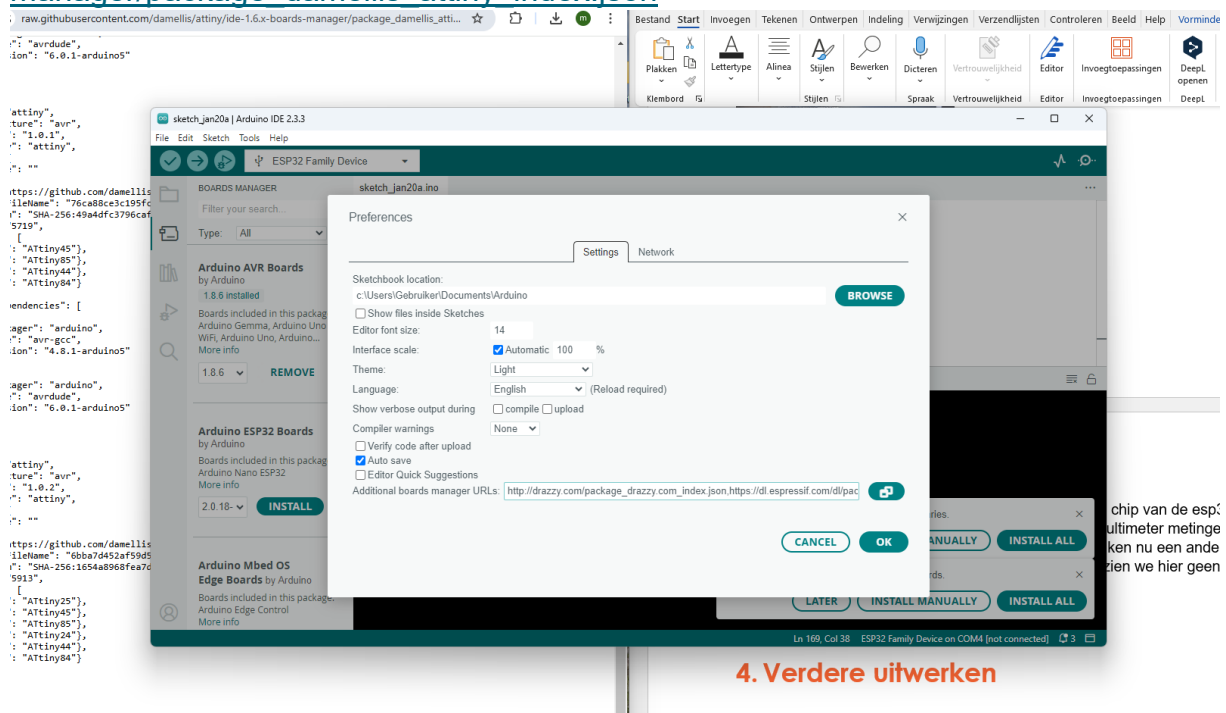 manager/package_damellis_attiny_index.json
raw.githubusercontent.com/damellis/attiny/ide-1.6.x-boards-manager/package_damellis_atti...
": "avrdude",
ion": "6.0.1-arduino5"
attiny",
ture": "avr",
: "1.0.1",
": "attiny",
": ""
ttps://github.com/damellis
ileName": "76ca88ce3c195fc
": "SHA-256:49a4dfc3796caf
5719",
[
: "ATtiny45"},
: "ATtiny85"},
: "ATtiny44"},
: "ATtiny84"}
endencies": [
ager": "arduino",
": "avr-gcc",
ion": "4.8.1-arduino5"
ager": "arduino",
": "avrdude",
ion": "6.0.1-arduino5"
attiny",
ture": "avr",
: "1.0.2",
": "attiny",
": ""
ttps://github.com/damellis
ileName": "6bba7d452af59d5
": "SHA-256:1654a8968fea7d
5913",
[
: "ATtiny25"},
: "ATtiny45"},
: "ATtiny85"},
: "ATtiny24"},
: "ATtiny44"},
: "ATtiny84"}
Bestand Start Invoegen Tekenen Ontwerpen Indeling Verwijzingen Verzendlijsten Controleren Beeld Help Vorminde
Plakken Lettertype Alinea Stijlen Bewerken Dicteren Vertrouwelijkheid Editor Invoegtoepassingen DeepL openen
Klembord Stijlen Spraak Vertrouwelijkheid Editor Invoegtoepassingen DeepL
sketch_jan20a | Arduino IDE 2.3.3
File Edit Sketch Tools Help
ESP32 Family Device
BOARDS MANAGER
sketch_jan20a.ino
Filter your search...
Type: All
Arduino AVR Boards
by Arduino
1.8.6 installed
Boards included in this packag
Arduino Gemma, Arduino Uno
WiFi, Arduino Uno, Arduino...
More info
1.8.6 REMOVE
Arduino ESP32 Boards
by Arduino
Boards included in this packag
Arduino Nano ESP32
More info
2.0.18- INSTALL
Arduino Mbed OS
Edge Boards by Arduino
Boards included in this package:
Arduino Edge Control
More info
Preferences
Settings Network
Sketchbook location:
c:\Users\Gebruiker\Documents\Arduino BROWSE
Show files inside Sketches
Editor font size: 14
Interface scale: Automatic 100 %
Theme: Light
Language: English (Reload required)
Show verbose output during compile upload
Compiler warnings None
Verify code after upload
Auto save
Editor Quick Suggestions
Additional boards manager URLs: http://drazzy.com/package_drazzy.com_index.json,https://dl.espressif.com/dl/pac
CANCEL OK
ries.
ANUALLY INSTALL ALL
rds.
LATER INSTALL MANUALLY INSTALL ALL
Ln 169, Col 38 ESP32 Family Device on COM4 [not connected] 3
chip van de esp3
ultimeter metinge
ken nu een ande
zien we hier geen
4. Verdere uitwerken